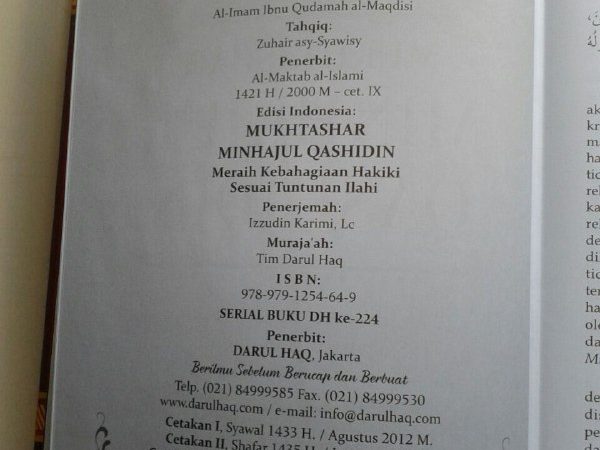 Al-Imam Ibnu Qudamah al-Maqdisi
Tahqiq:
Zuhair asy-Syawisy
Penerbit:
Al-Maktab al-Islami
1421 H / 2000 M – cet. IX
Edisi Indonesia:
MUKHTASHAR
MINHAJUL QASHIDIN
Meraih Kebahagiaan Hakiki
Sesuai Tuntunan Ilahi
Penerjemah:
Izzudin Karimi, Lc
Muraja'ah:
Tim Darul Haq
I S B N:
978-979-1254-64-9
SERIAL BUKU DH ke-224
Penerbit:
DARUL HAQ, Jakarta
Berilmu Sebelum Berucap dan Berbuat
Telp. (021) 84999585 Fax. (021) 84999530
www.darulhaq.com / e-mail: info@darulhaq.com
Cetakan I, Syawal 1433 H. / Agustus 2012 M.
Cetakan II, Shafar 1435 H.